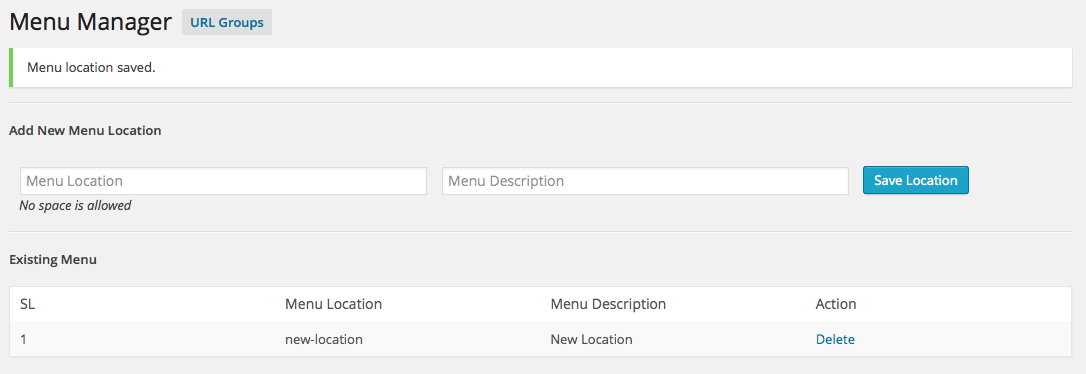 Menu Manager URL Groups
Menu location saved.
Add New Menu Location
Menu Location Menu Description Save Location
No space is allowed
Existing Menu
SL Menu Location Menu Description Action
1 new-location New Location Delete